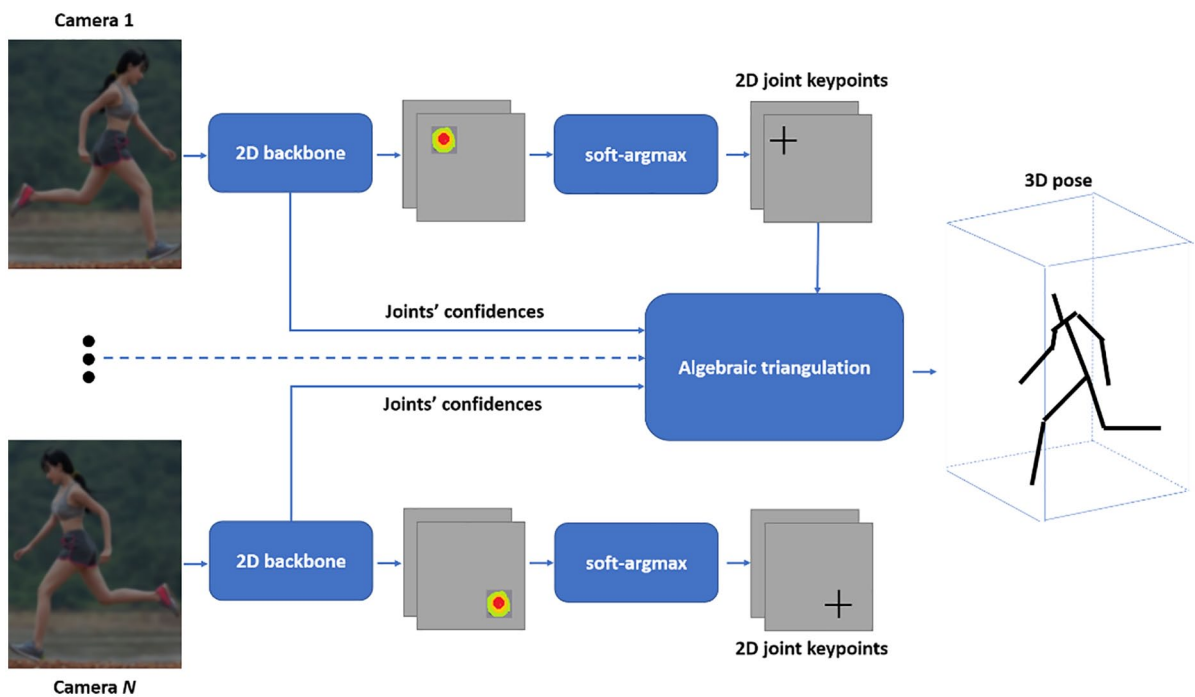 Camera 1
2D backbone
soft-argmax
2D joint keypoints
3D pose
Joints’ confidences
Algebraic triangulation
Joints’ confidences
2D backbone
soft-argmax
2D joint keypoints
Camera N